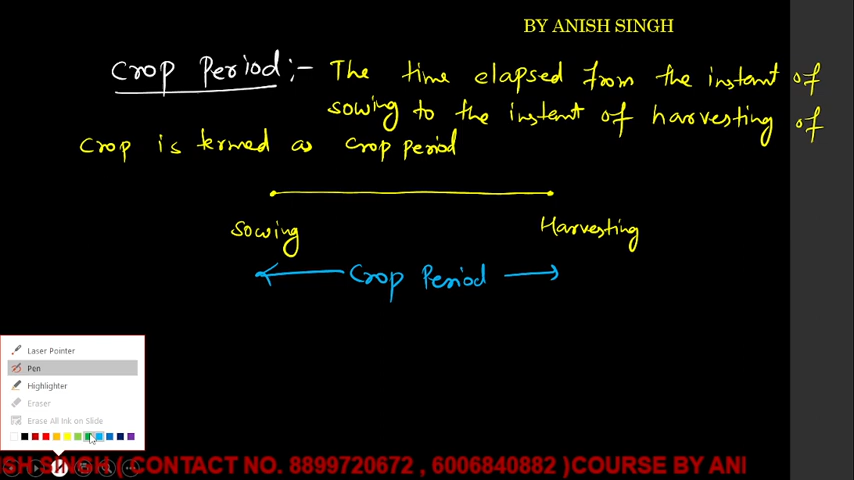 BY ANISH SINGH
Crop Period :- The time elapsed from the instant of
sowing to the instant of harvesting of
Crop is termed as crop period
Sowing Harvesting
Crop Period
Laser Pointer
Pen
Highlighter
Eraser
Erase All Ink on Slide
SH SINGH ( CONTACT NO. 8899720672 , 6006840882 )COURSE BY ANI